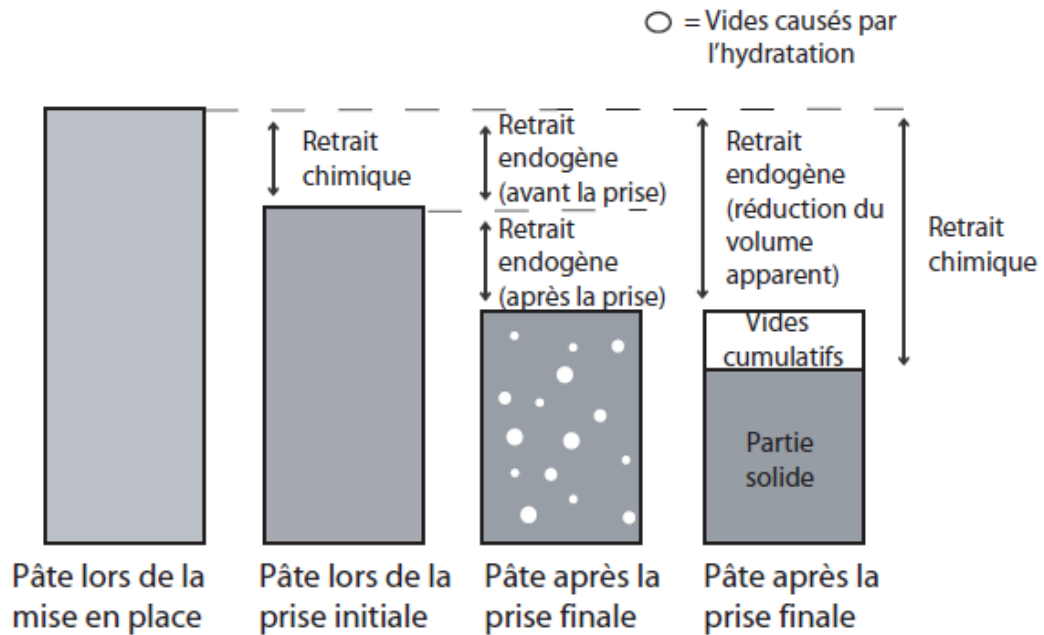 = Vides causés par
l'hydratation
Retrait
chimique
Retrait
endogène
(avant la prise)
Retrait
endogène
(après la prise)
Retrait
endogène
(réduction du
volume
apparent)
Retrait
chimique
Vides
cumulatifs
Partie
solide
Pâte lors de la
mise en place
Pâte lors de la
prise initiale
Pâte après la
prise finale
Pâte après la
prise finale